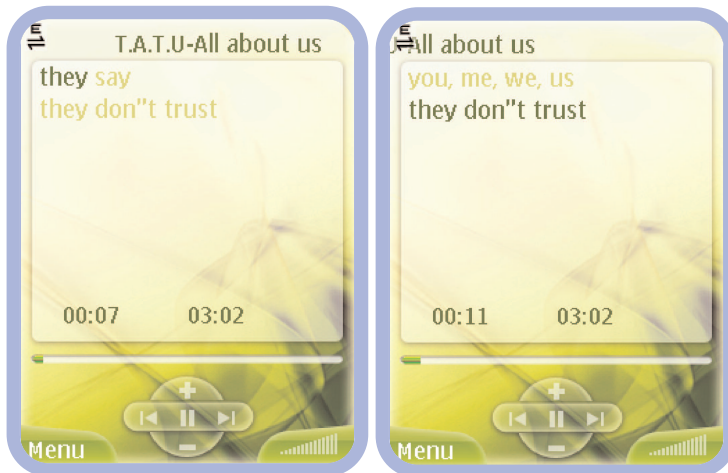 T.A.T.U-All about us
they say
they don"t trust
00:07 03:02
Menu
U-All about us
you, me, we, us
they don"t trust
00:11 03:02
Menu